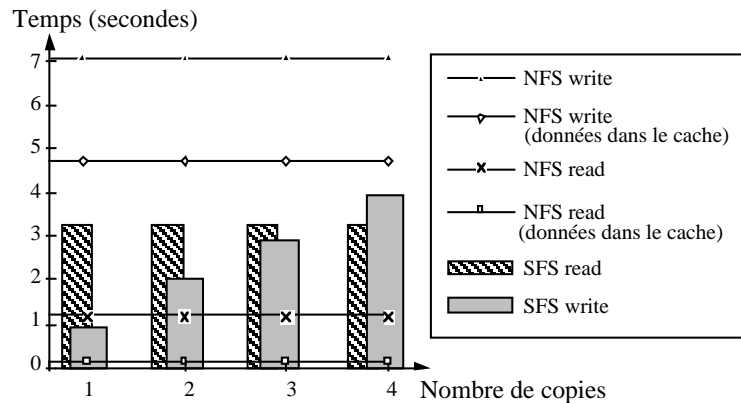 Temps (secondes)
7
6
5
4
3
2
1
0
1 2 3 4
Nombre de copies
NFS write
NFS write
(données dans le cache)
NFS read
NFS read
(données dans le cache)
SFS read
SFS write